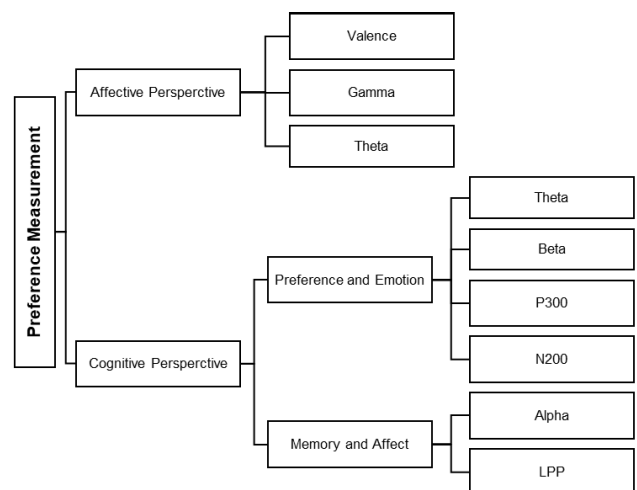 Preference Measurement
Affective Persperctive
Valence
Gamma
Theta
Cognitive Persperctive
Preference and Emotion
Theta
Beta
P300
N200
Memory and Affect
Alpha
LPP